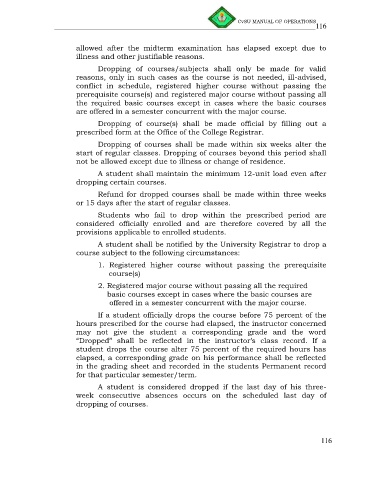 CvSU MANUAL OF OPERATIONS
116
allowed after the midterm examination has elapsed except due to
illness and other justifiable reasons.
Dropping of courses/subjects shall only be made for valid
reasons, only in such cases as the course is not needed, ill-advised,
conflict in schedule, registered higher course without passing the
prerequisite course(s) and registered major course without passing all
the required basic courses except in cases where the basic courses
are offered in a semester concurrent with the major course.
Dropping of course(s) shall be made official by filling out a
prescribed form at the Office of the College Registrar.
Dropping of courses shall be made within six weeks alter the
start of regular classes. Dropping of courses beyond this period shall
not be allowed except due to illness or change of residence.
A student shall maintain the minimum 12-unit load even after
dropping certain courses.
Refund for dropped courses shall be made within three weeks
or 15 days after the start of regular classes.
Students who fail to drop within the prescribed period are
considered officially enrolled and are therefore covered by all the
provisions applicable to enrolled students.
A student shall be notified by the University Registrar to drop a
course subject to the following circumstances:
1. Registered higher course without passing the prerequisite
course(s)
2. Registered major course without passing all the required
basic courses except in cases where the basic courses are
offered in a semester concurrent with the major course.
If a student officially drops the course before 75 percent of the
hours prescribed for the course had elapsed, the instructor concerned
may not give the student a corresponding grade and the word
“Dropped” shall be reflected in the instructor's class record. If a
student drops the course alter 75 percent of the required hours has
elapsed, a corresponding grade on his performance shall be reflected
in the grading sheet and recorded in the students Permanent record
for that particular semester/term.
A student is considered dropped if the last day of his three-
week consecutive absences occurs on the scheduled last day of
dropping of courses.
116